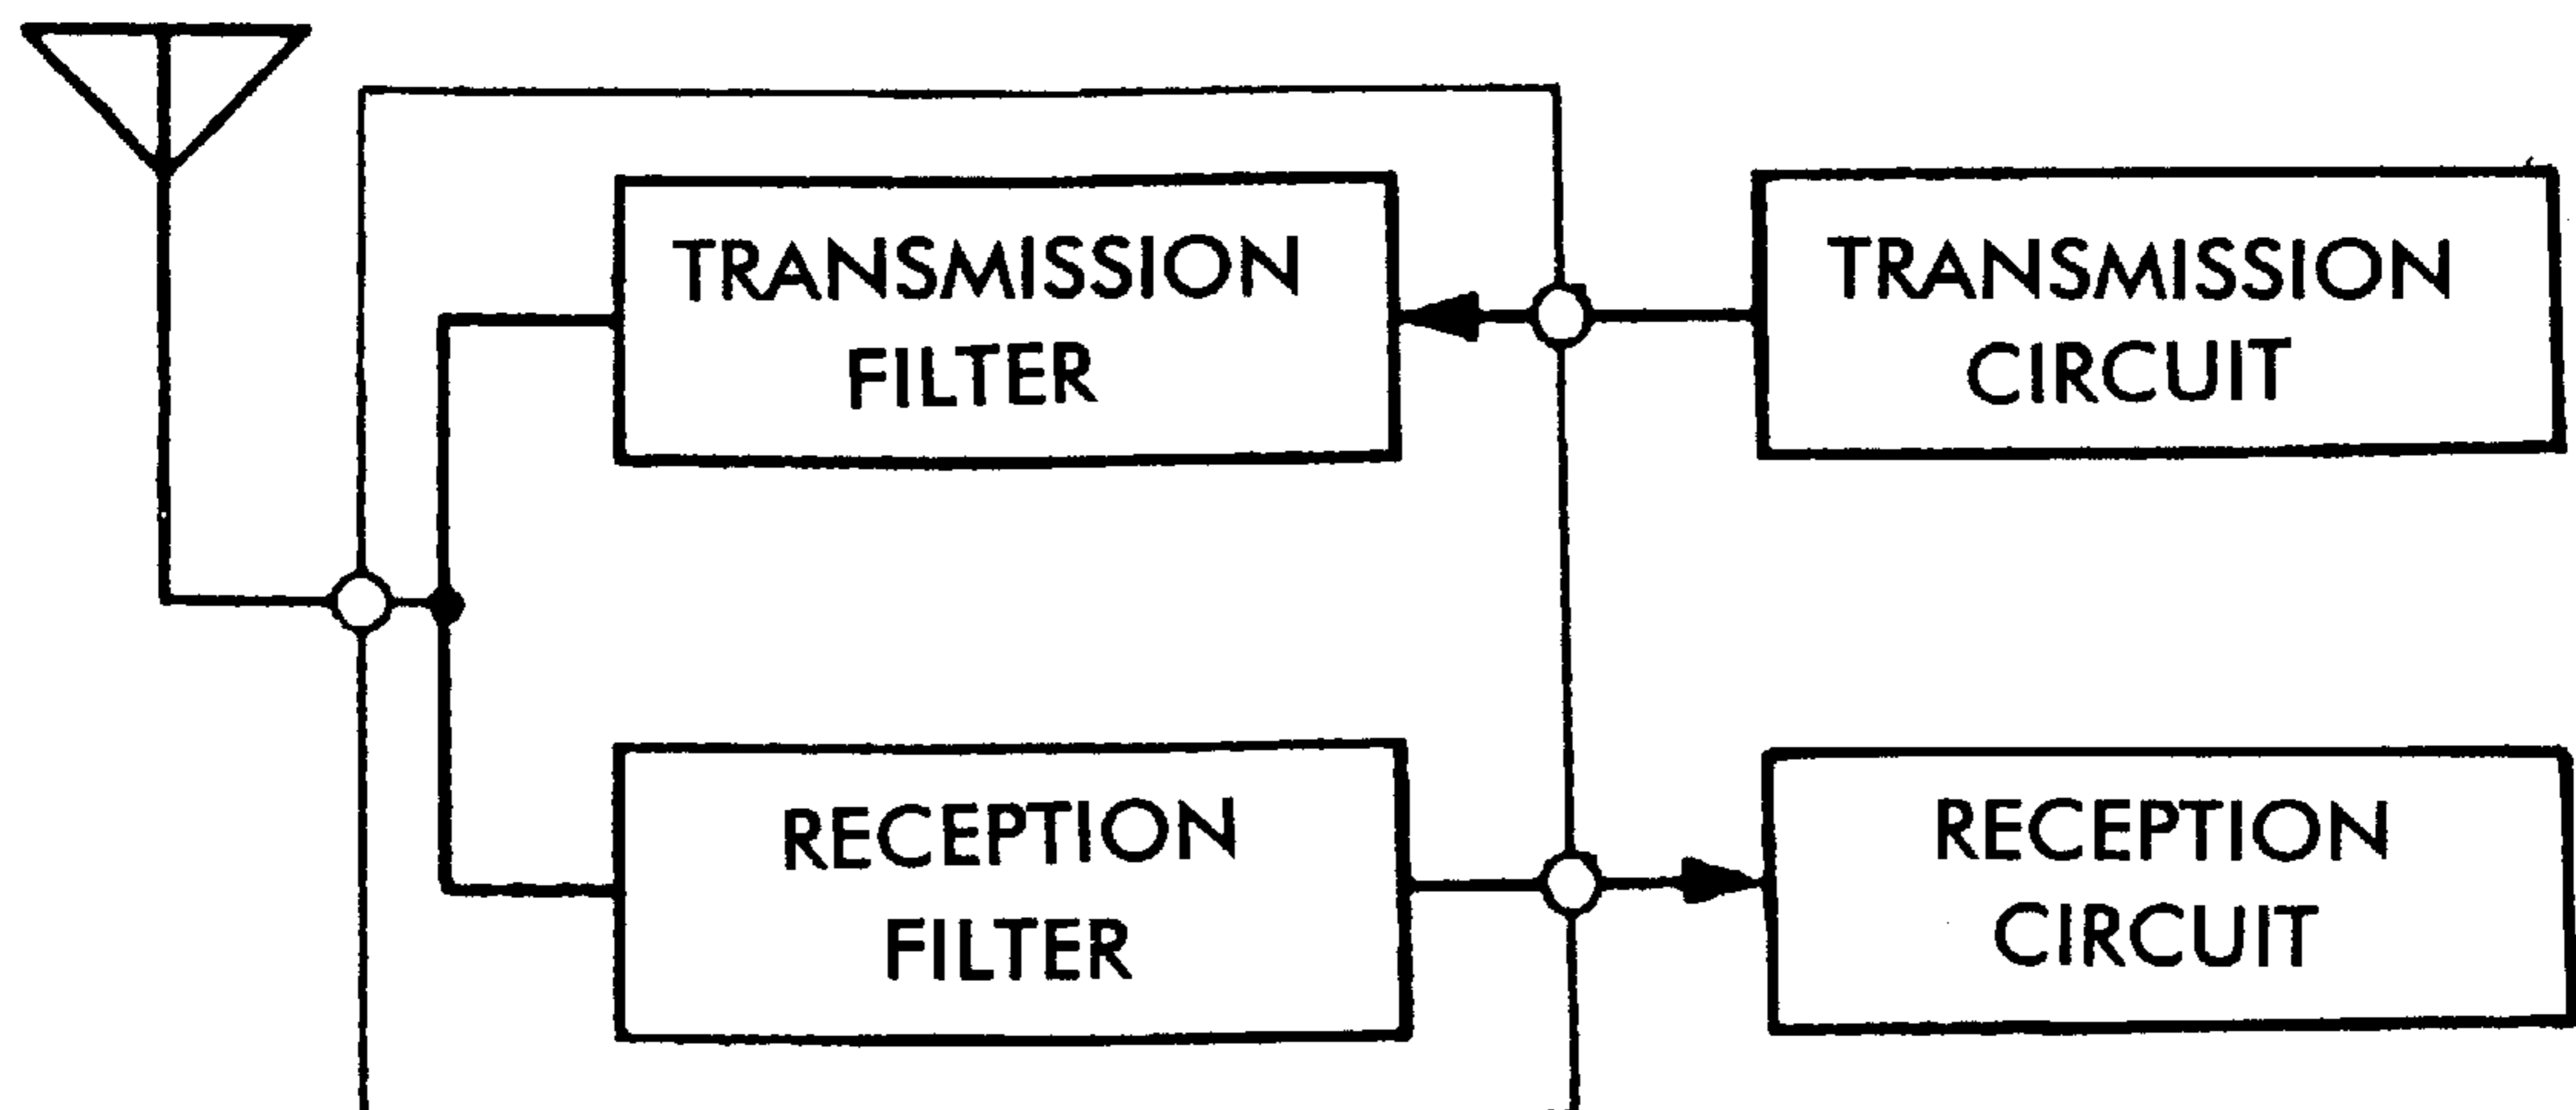 TRANSMISSION
FILTER
TRANSMISSION
CIRCUIT
RECEPTION
FILTER
RECEPTION
CIRCUIT